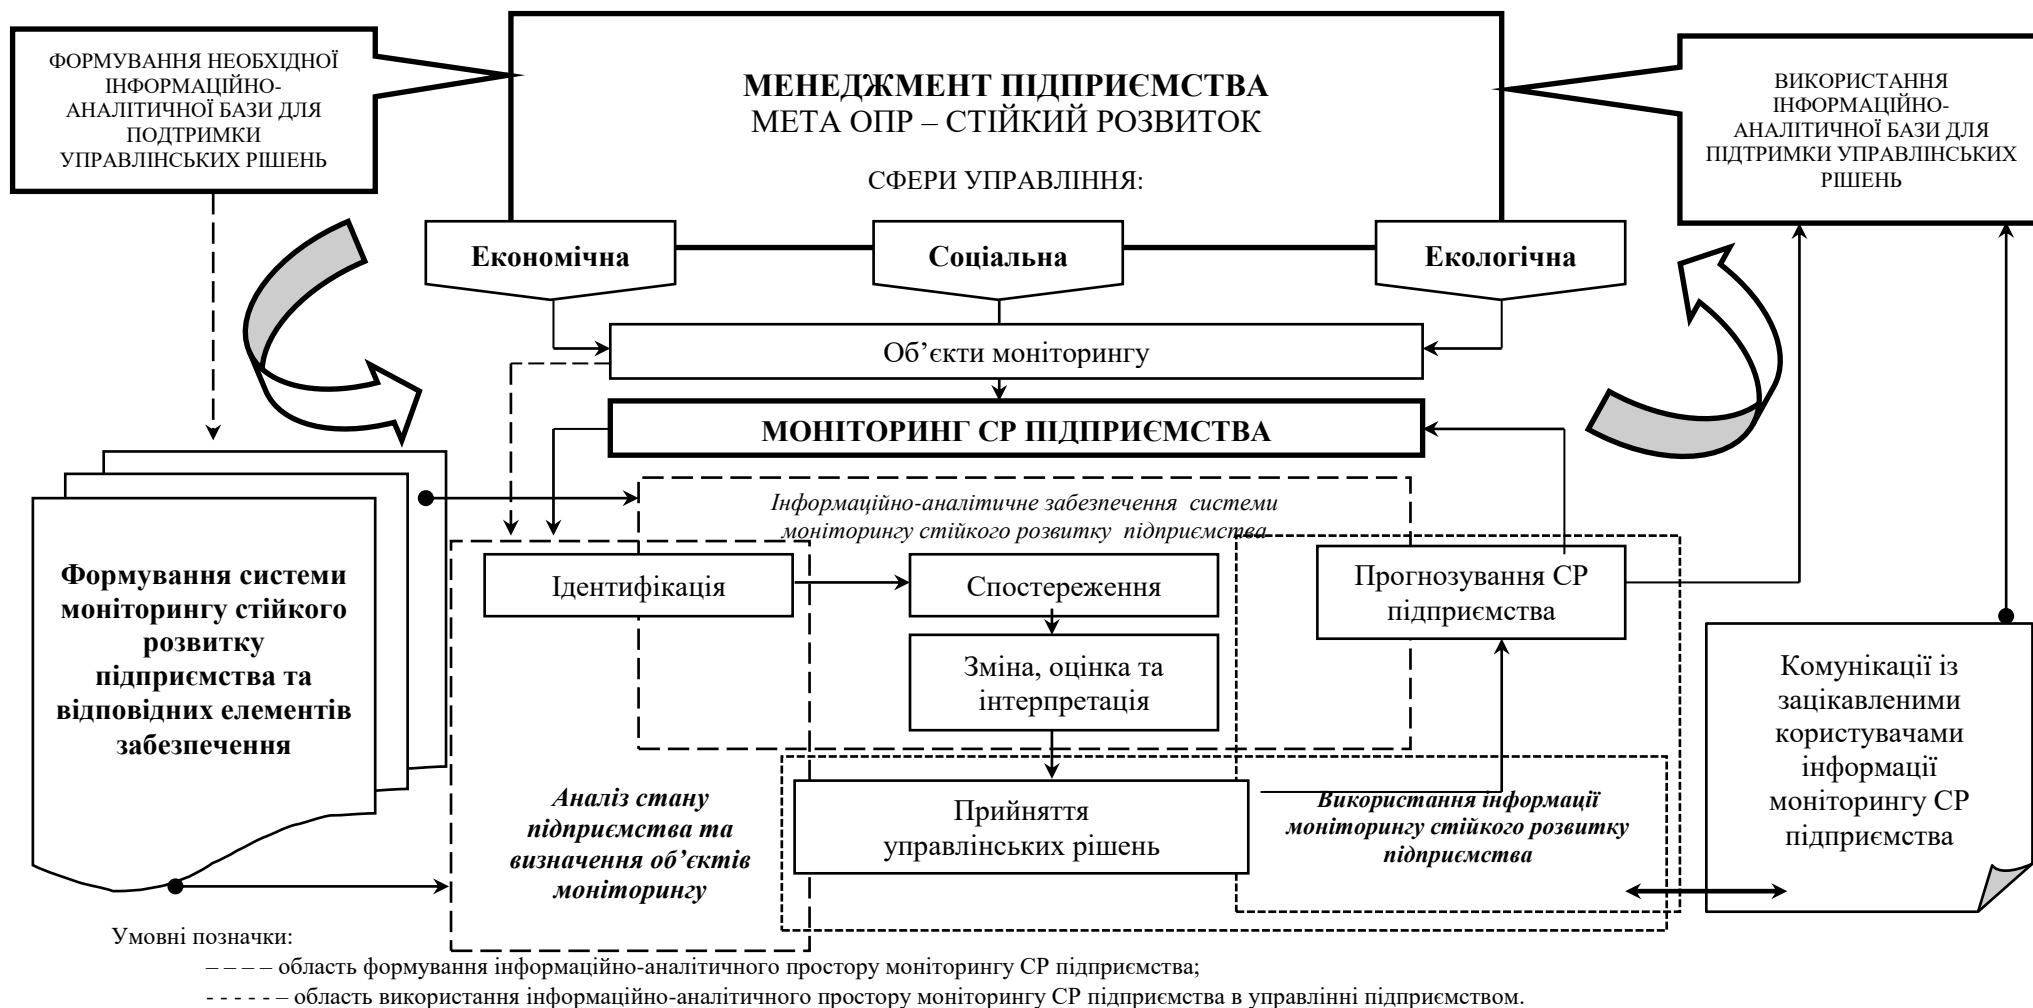 ФОРМУВАННЯ НЕОБХІДНОЇ
ІНФОРМАЦІЙНО-
АНАЛІТИЧНОЇ БАЗИ ДЛЯ
ПОДТРИМКИ
УПРАВЛІНСЬКИХ РІШЕНЬ
МЕНЕДЖМЕНТ ПІДПРИЄМСТВА
МЕТА ОПР – СТІЙКИЙ РОЗВИТОК
СФЕРИ УПРАВЛІННЯ:
ВИКОРИСТАННЯ
ІНФОРМАЦІЙНО-
АНАЛІТИЧНОЇ БАЗИ ДЛЯ
ПІДТРИМКИ УПРАВЛІНСЬКИХ
РІШЕНЬ
Економічна
Соціальна
Екологічна
Об’єкти моніторингу
МОНІТОРИНГ СР ПІДПРИЄМСТВА
Інформаційно-аналітичне забезпечення системи
моніторингу стійкого розвитку підприємства
Формування системи
моніторингу стійкого
розвитку
підприємства та
відповідних елементів
забезпечення
Ідентифікація
Спостереження
Прогнозування СР
підприємства
Зміна, оцінка та
інтерпретація
Комунікації із
зацікавленими
користувачами
інформації
моніторингу СР
підприємства
Аналіз стану
підприємства та
визначення об’єктів
моніторингу
Прийняття
управлінських рішень
Використання інформації
моніторингу стійкого розвитку
підприємства
Умовні позначки:
– – – – область формування інформаційно-аналітичного простору моніторингу СР підприємства;
- - - - - – область використання інформаційно-аналітичного простору моніторингу СР підприємства в управлінні підприємством.